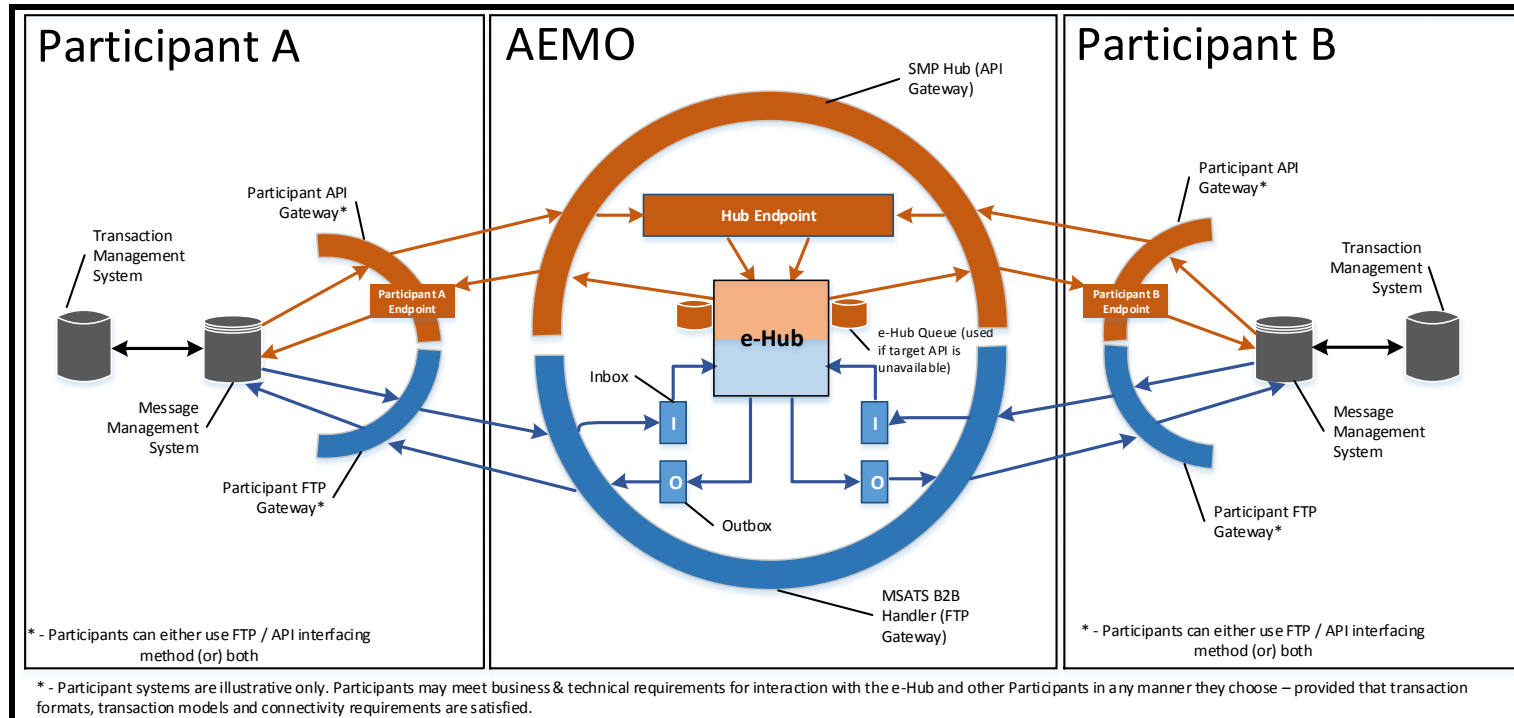 Participant A
AEMO
Participant B
SMP Hub (API
Gateway)
Participant API
Gateway*
Participant API
Gateway*
Hub Endpoint
Transaction
Management
System
Transaction
Management
System
Participant A
Endpoint
Participant B
Endpoint
e-Hub
e-Hub Queue (used
if target API is
unavailable)
Inbox
I
I
Message
Management
System
Message
Management
System
O
O
Participant FTP
Gateway*
Outbox
Participant FTP
Gateway*
MSATS B2B
Handler (FTP
Gateway)
* - Participants can either use FTP / API interfacing
method (or) both
* - Participants can either use FTP / API interfacing
method (or) both
* - Participant systems are illustrative only. Participants may meet business & technical requirements for interaction with the e-Hub and other Participants in any manner they choose – provided that transaction
formats, transaction models and connectivity requirements are satisfied.